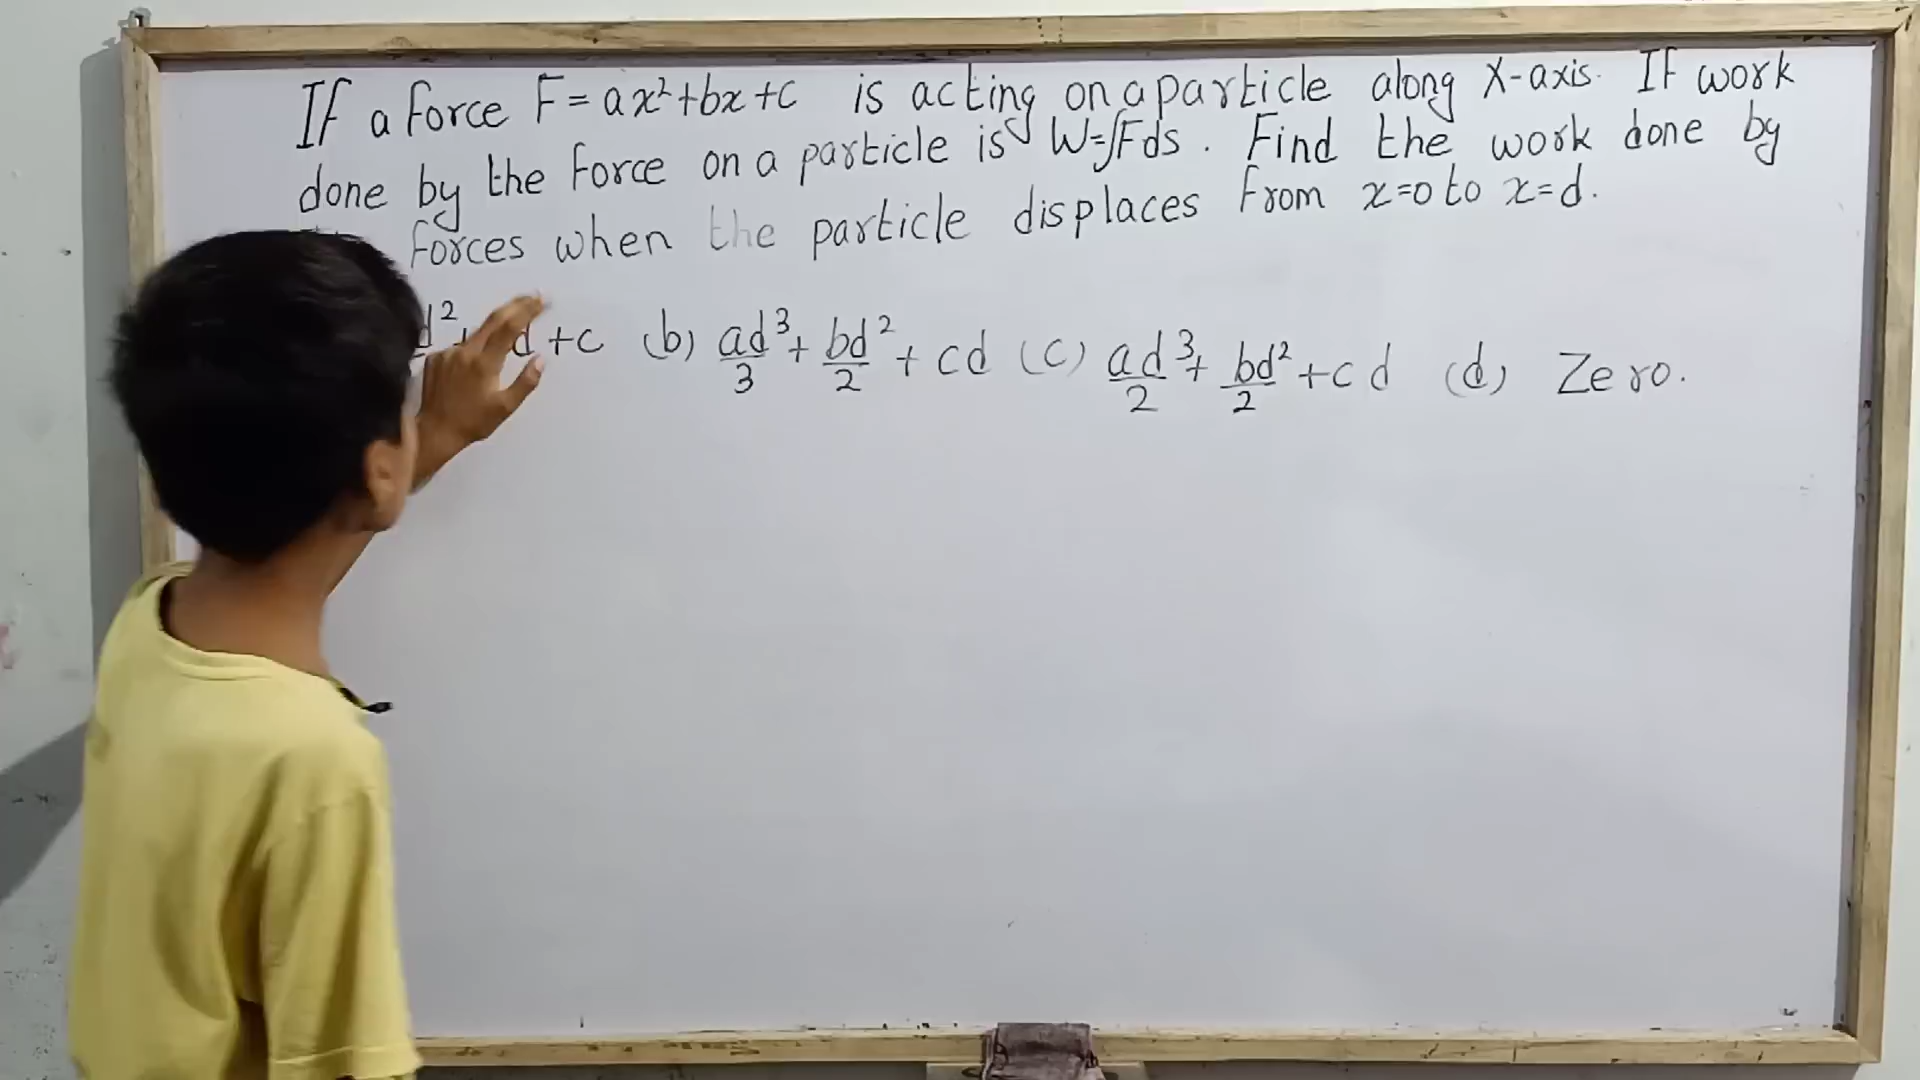 If a force F = ax²+bx+c is acting on a particle along X-axis. If work
done by the force on a particle is W=∫Fds. Find the work done by
forces when the particle displaces from x=0 to x=d.
d²+ d+c (b) ad³/3 + bd²/2 + cd (c) ad³/2 + bd²/2 + cd (d) Zero.